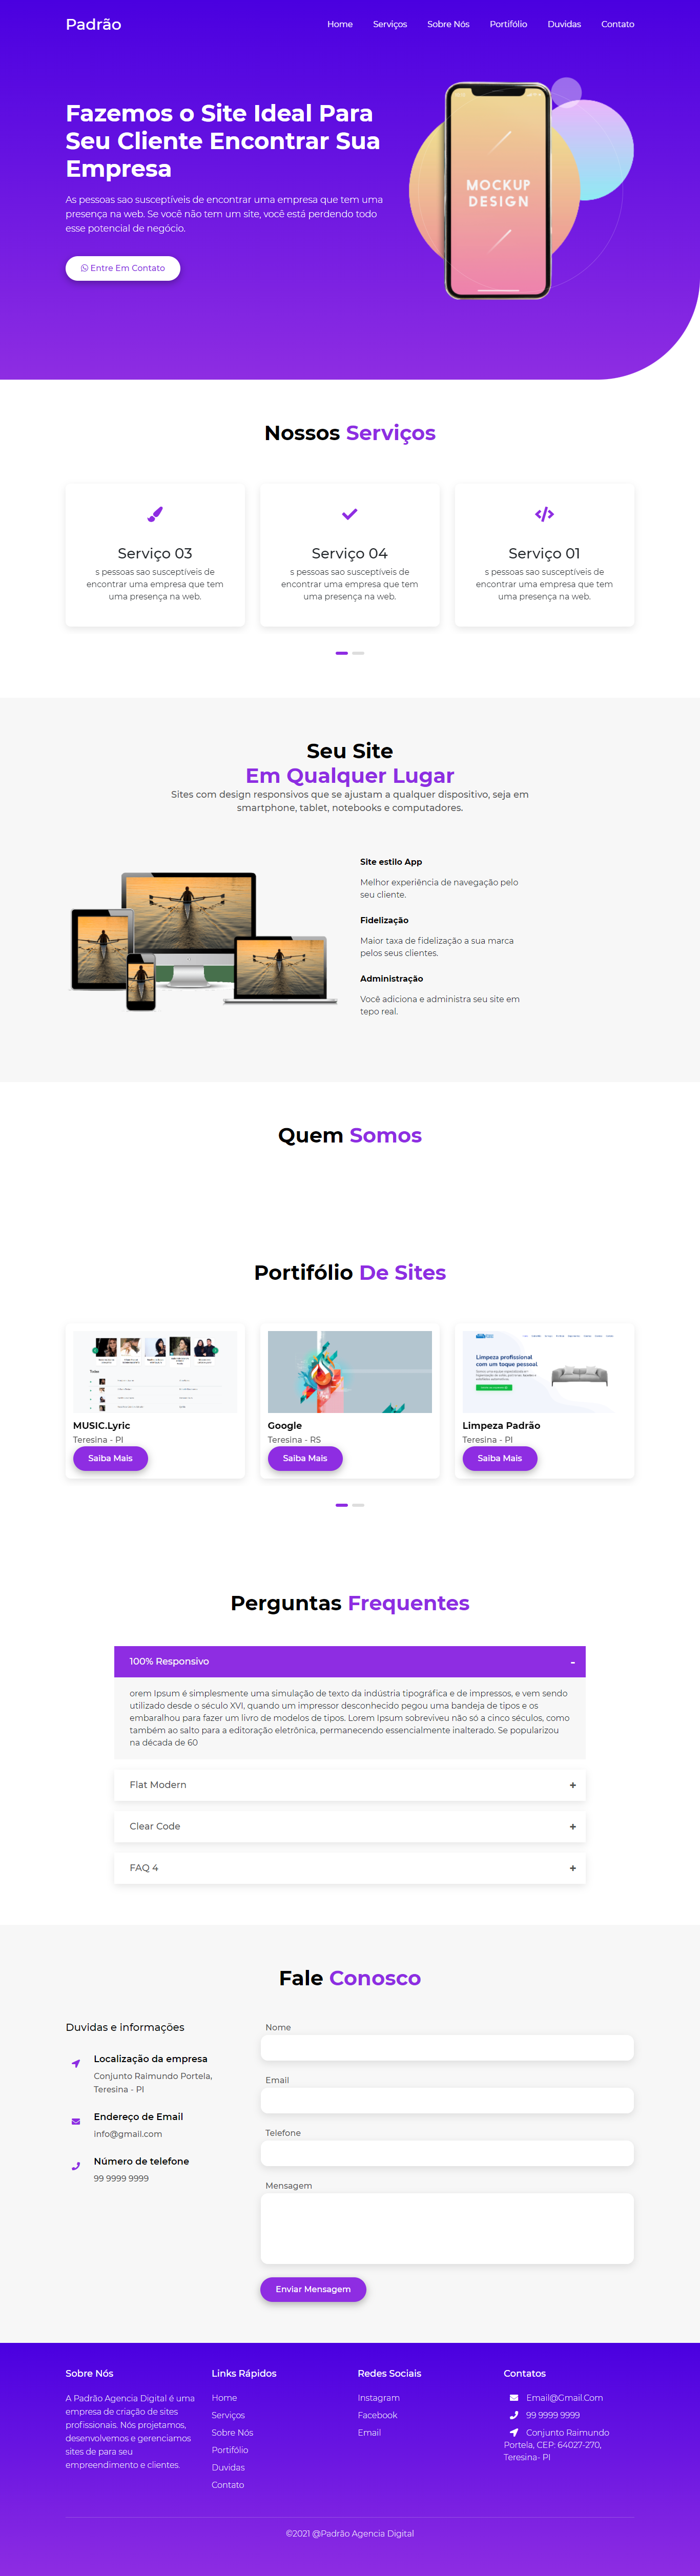 Padrão
Home Serviços Sobre Nós Portifólio Duvidas Contato
Fazemos o Site Ideal Para
Seu Cliente Encontrar Sua
Empresa
As pessoas sao susceptíveis de encontrar uma empresa que tem uma
presença na web. Se você não tem um site, você está perdendo todo
esse potencial de negócio.
Entre Em Contato
MOCKUP
DESIGN
Nossos Serviços
Serviço 03
s pessoas sao susceptíveis de
encontrar uma empresa que tem
uma presença na web.
Serviço 04
s pessoas sao susceptíveis de
encontrar uma empresa que tem
uma presença na web.
Serviço 01
s pessoas sao susceptíveis de
encontrar uma empresa que tem
uma presença na web.
Seu Site
Em Qualquer Lugar
Sites com design responsivos que se ajustam a qualquer dispositivo, seja em
smartphone, tablet, notebooks e computadores.
Site estilo App
Melhor experiência de navegação pelo
seu cliente.
Fidelização
Maior taxa de fidelização a sua marca
pelos seus clientes.
Administração
Você adiciona e administra seu site em
tepo real.
Quem Somos
Portifólio De Sites
MUSIC.Lyric
Teresina - PI
Saiba Mais
Google
Teresina - RS
Saiba Mais
Limpeza profissional
com um toque pessoal
Limpeza Padrão
Teresina - PI
Saiba Mais
Perguntas Frequentes
100% Responsivo -
orem Ipsum é simplesmente uma simulação de texto da indústria tipográfica e de impressos, e vem sendo
utilizado desde o século XVI, quando um impressor desconhecido pegou uma bandeja de tipos e os
embaralhou para fazer um livro de modelos de tipos. Lorem Ipsum sobreviveu não só a cinco séculos, como
também ao salto para a editoração eletrônica, permanecendo essencialmente inalterado. Se popularizou
na década de 60
Flat Modern +
Clear Code +
FAQ 4 +
Fale Conosco
Duvidas e informações
Localização da empresa
Conjunto Raimundo Portela,
Teresina - PI
Endereço de Email
info@gmail.com
Número de telefone
99 9999 9999
Nome
Email
Telefone
Mensagem
Enviar Mensagem
Sobre Nós
A Padrão Agencia Digital é uma
empresa de criação de sites
profissionais. Nós projetamos,
desenvolvemos e gerenciamos
sites de para seu
empreendimento e clientes.
Links Rápidos
Home
Serviços
Sobre Nós
Portifólio
Duvidas
Contato
Redes Sociais
Instagram
Facebook
Email
Contatos
Email@Gmail.Com
99 9999 9999
Conjunto Raimundo
Portela, CEP: 64027-270,
Teresina- PI
©2021 @Padrão Agencia Digital